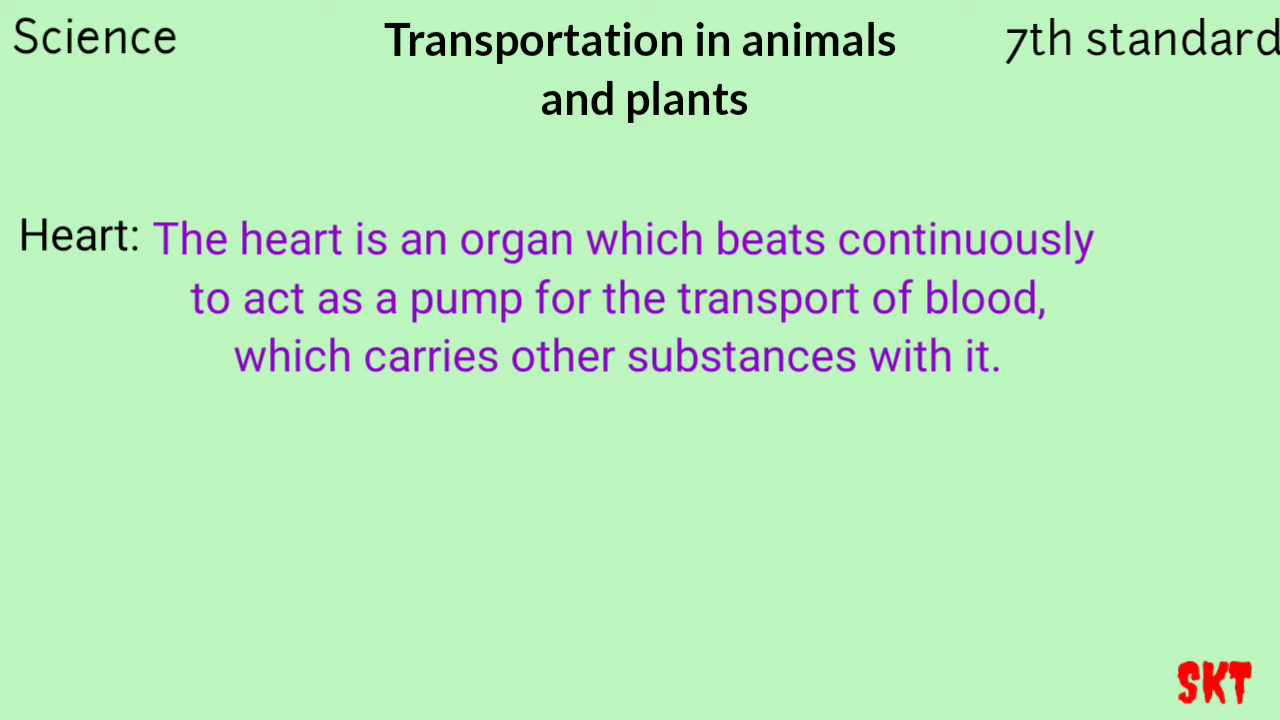 Science
Transportation in animals
and plants
7th standard
Heart: The heart is an organ which beats continuously
to act as a pump for the transport of blood,
which carries other substances with it.
SKT